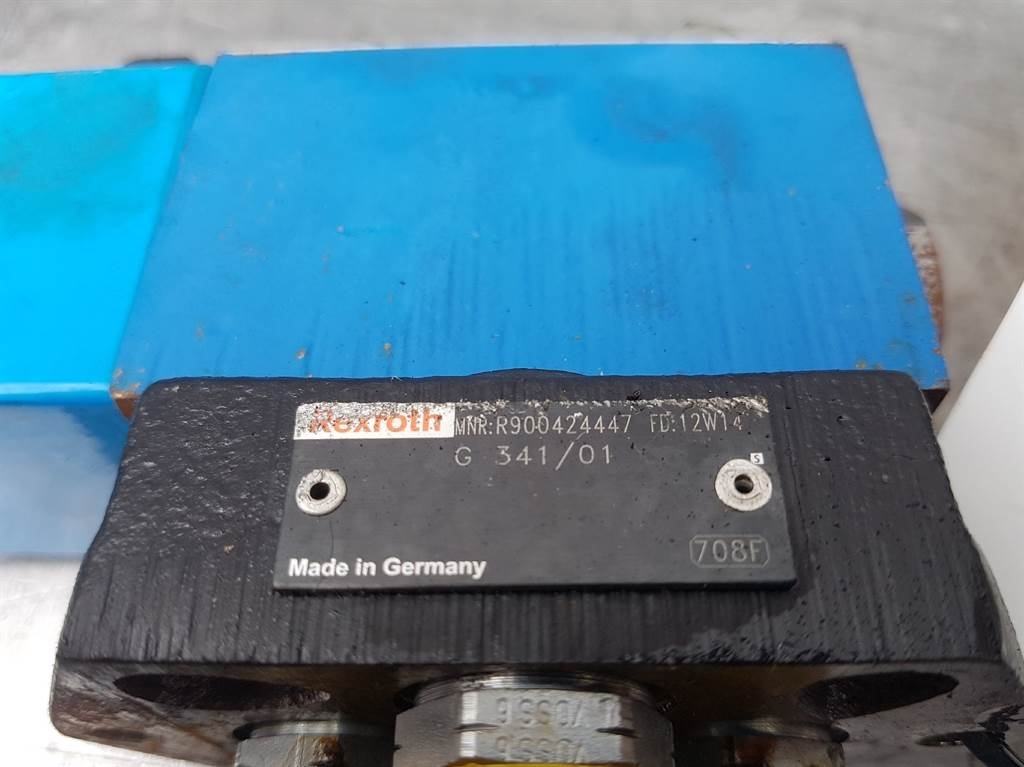 Rexroth MNR:R900424447 FD:12W14
G 341/01
S
Made in Germany
708F